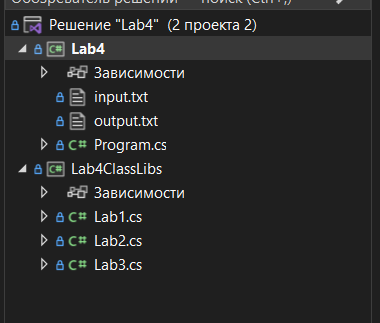 Обозреватель решений — поиск (Ctrl+;)
Решение "Lab4" (2 проекта 2)
C# Lab4
Зависимости
input.txt
output.txt
C# Program.cs
C# Lab4ClassLibs
Зависимости
C# Lab1.cs
C# Lab2.cs
C# Lab3.cs